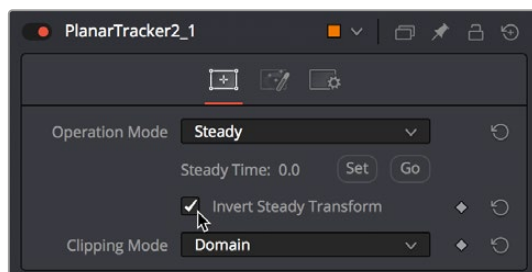 PlanarTracker2_1
Operation Mode Steady
Steady Time: 0.0 Set Go
Invert Steady Transform
Clipping Mode Domain